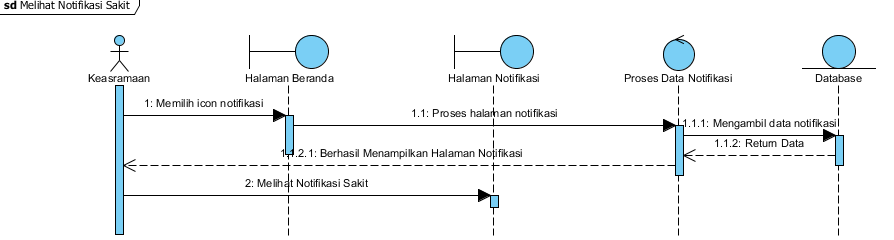 sd Melihat Notifikasi Sakit
Keasramaan
Halaman Beranda
Halaman Notifikasi
Proses Data Notifikasi
Database
1: Memilih icon notifikasi
1.1: Proses halaman notifikasi
1.1.1: Mengambil data notifikasi
1.1.2: Return Data
1.1.2.1: Berhasil Menampilkan Halaman Notifikasi
2: Melihat Notifikasi Sakit